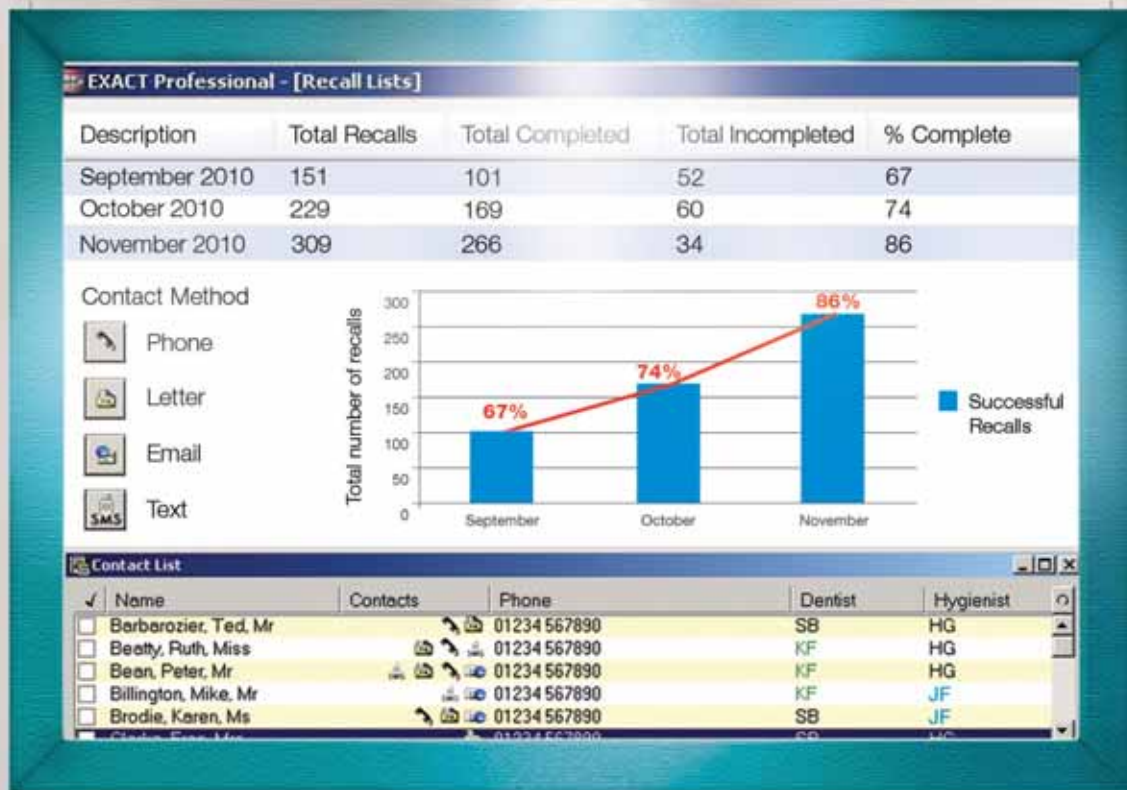 EXACT Professional - [Recall Lists]
Description Total Recalls Total Completed Total Incompleted % Complete
September 2010 151 101 52 67
October 2010 229 169 60 74
November 2010 309 266 34 86
Contact Method
Phone
Letter
Email
SMS Text
Total number of recalls
300
250
200
150
100
50
0
67%
74%
86%
September October November
Successful
Recalls
Contact List
Name Contacts Phone Dentist Hygienist
Barbarozier, Ted, Mr 01234 567890 SB HG
Beatty, Ruth, Miss 01234 567890 KF HG
Bean, Peter, Mr 01234 567890 KF HG
Billington, Mike, Mr 01234 567890 KF JF
Brodie, Karen, Ms 01234 567890 SB JF
01234 567890 SB HG